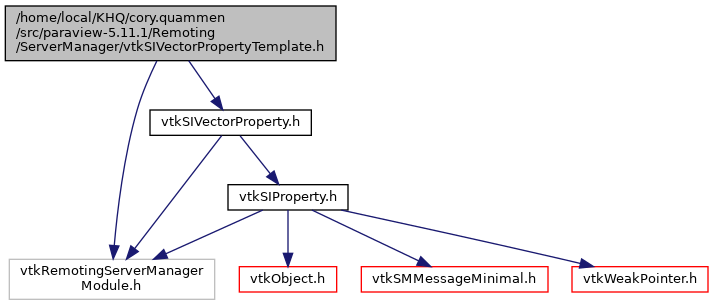 /home/local/KHQ/cory.quammen
/src/paraview-5.11.1/Remoting
/ServerManager/vtkSIVectorPropertyTemplate.h
vtkSIVectorProperty.h
vtkSIProperty.h
vtkRemotingServerManager
Module.h
vtkObject.h
vtkSMMessageMinimal.h
vtkWeakPointer.h